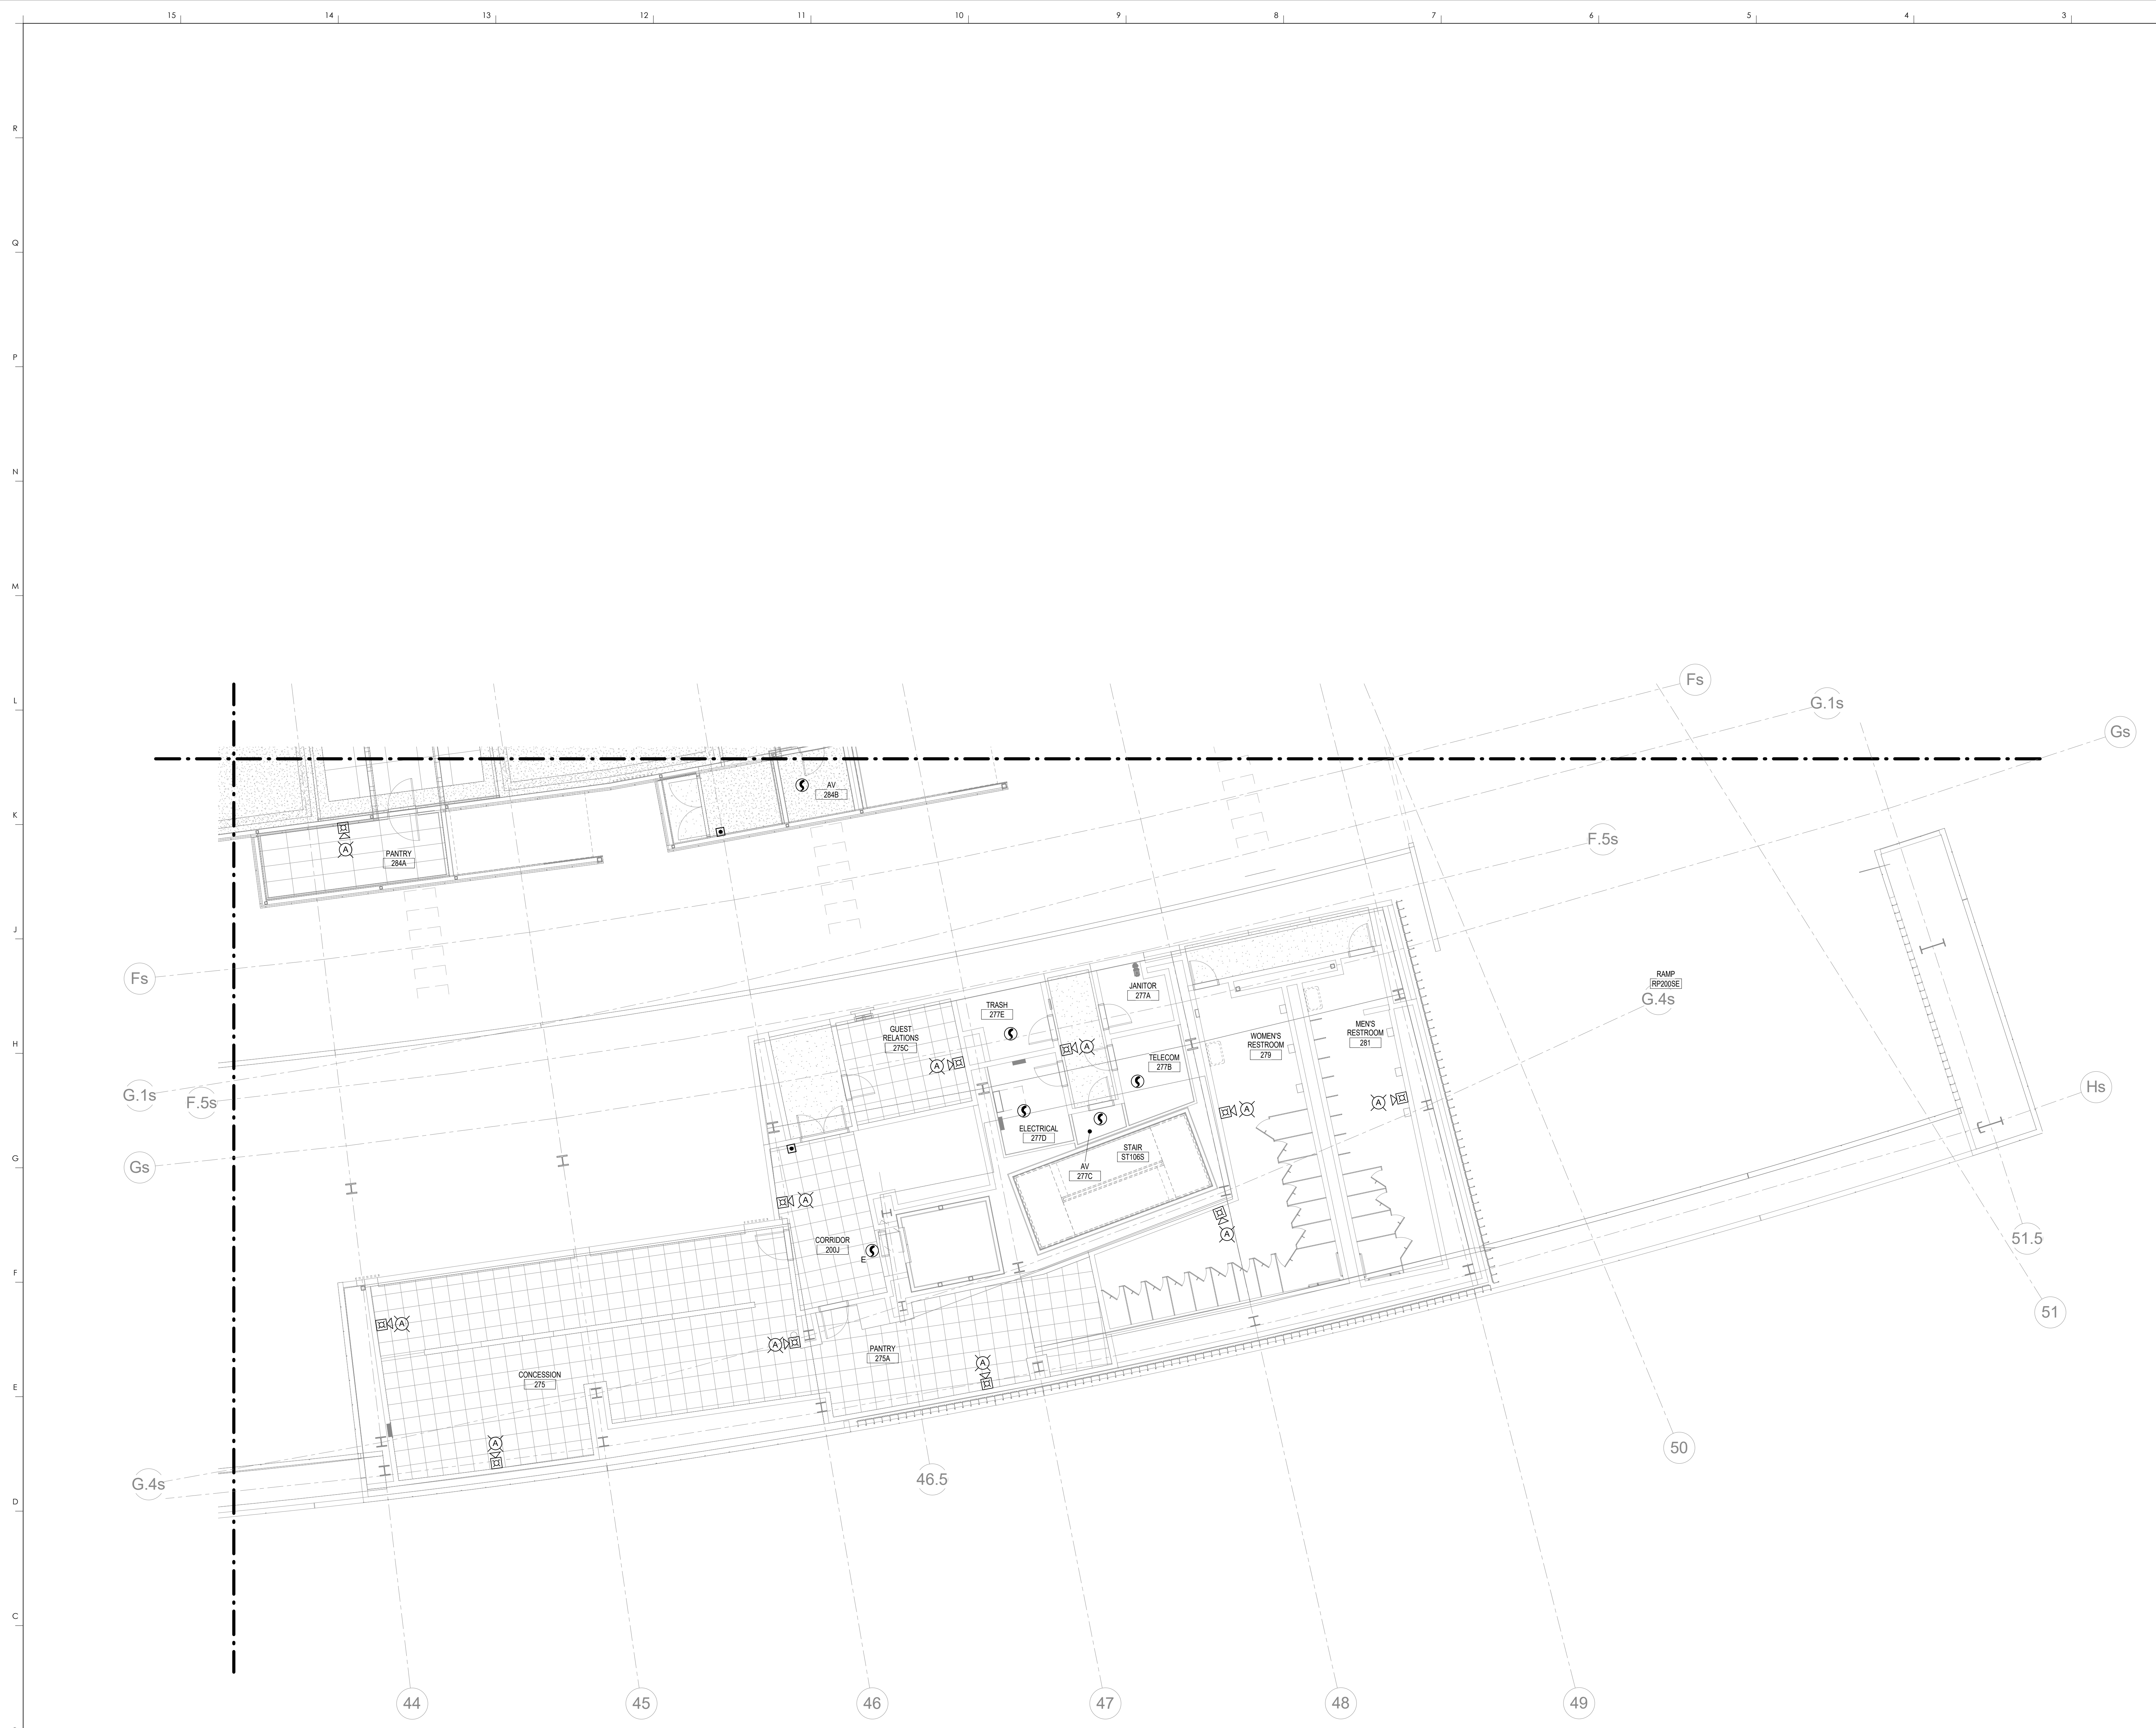 15 14 13 12 11 10 9 8 7 6 5 4 3
R
Q
P
N
M
L
K
J
H
G
F
E
D
C
Fs
G.1s
Gs
AV
284B
F.5s
PANTRY
284A
Fs
RAMP
RP200SE
G.4s
JANITOR
277A
TRASH
277E
GUEST
RELATIONS
275C
MEN'S
RESTROOM
281
WOMEN'S
RESTROOM
279
TELECOM
277B
A
A
A
A
A
G.1s
F.5s
Hs
ELECTRICAL
277D
STAIR
ST106S
AV
277C
Gs
A
A
CORRIDOR
200J
E
51.5
51
A
A
PANTRY
275A
A
CONCESSION
275
A
50
46.5
G.4s
44
45
46
47
48
49